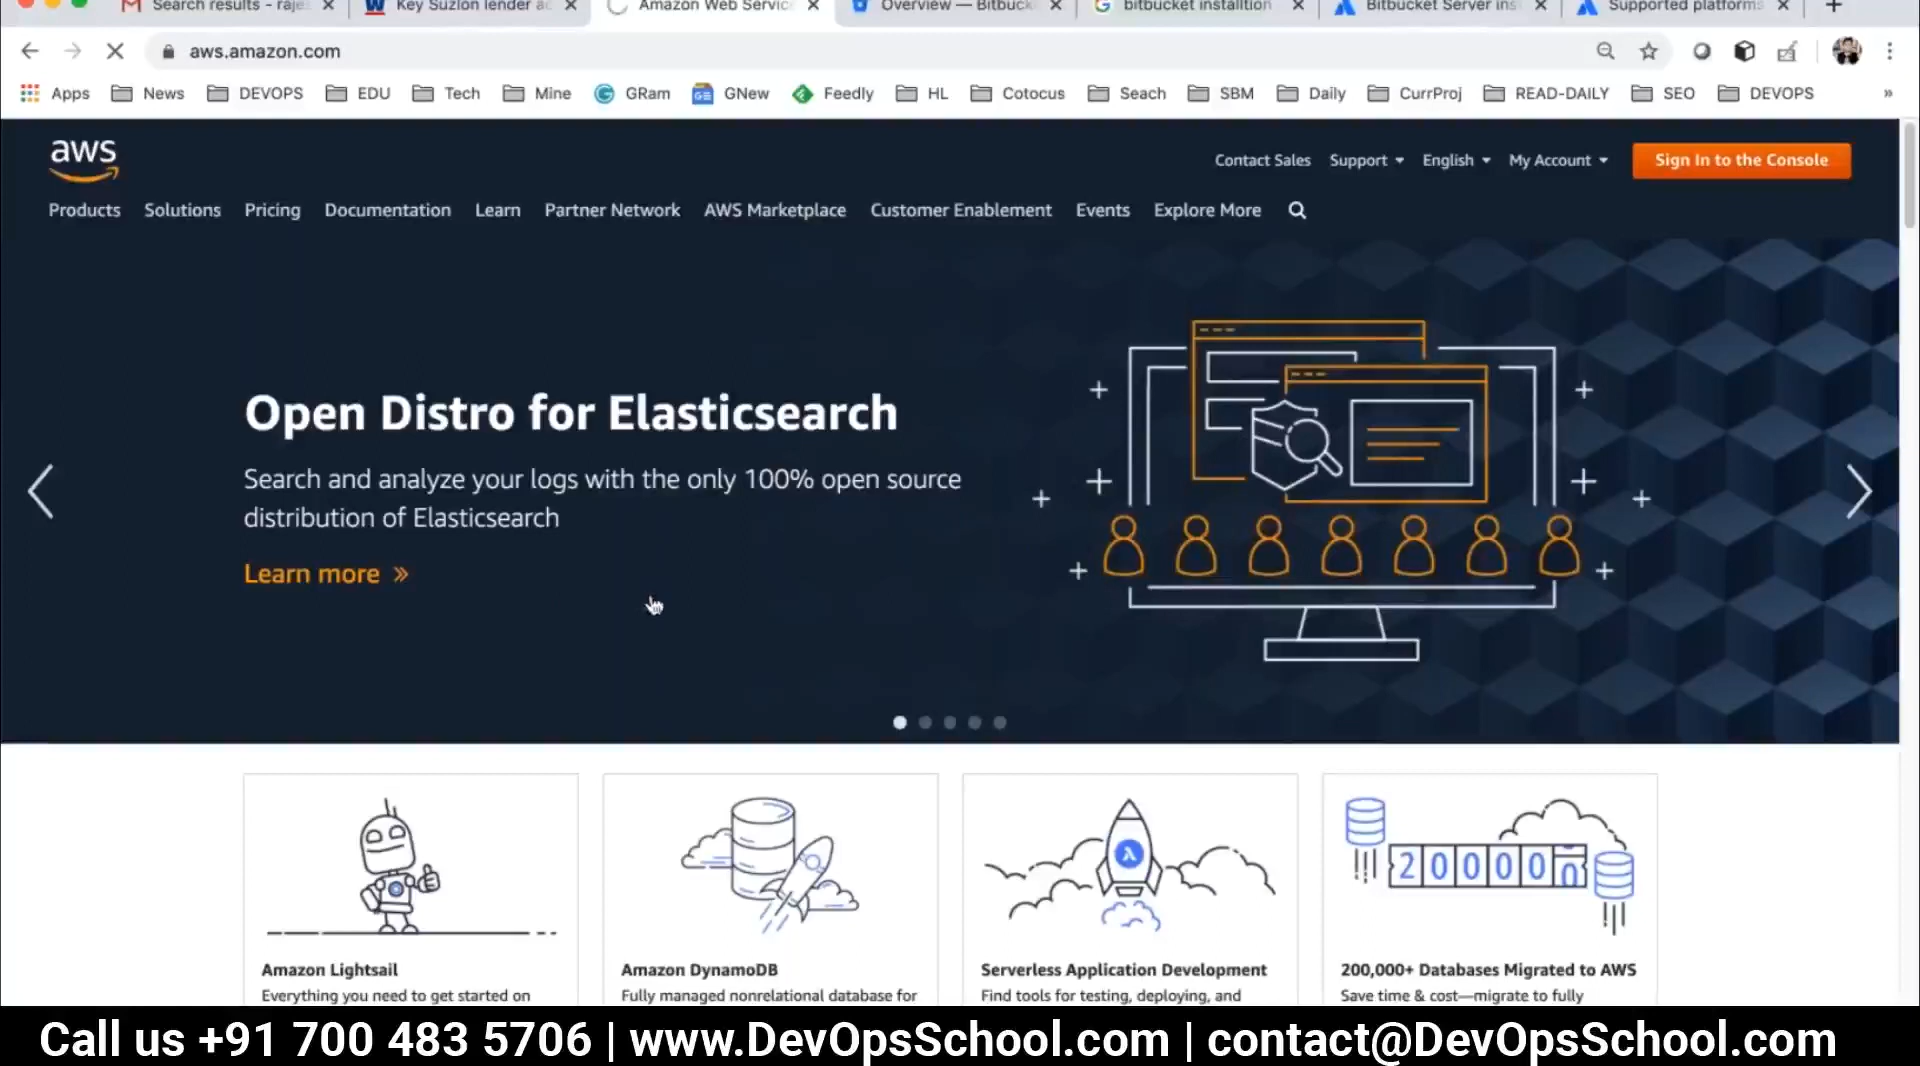 Search results - raje
Key Suzlon lender ac
Amazon Web Service
Overview — Bitbuck
bitbucket installtion
Bitbucket Server inst
Supported platforms
aws.amazon.com
Apps News DEVOPS EDU Tech Mine GRam GNew Feedly HL Cotocus Seach SBM Daily CurrProj READ-DAILY SEO DEVOPS »
aws
Contact Sales Support English My Account Sign In to the Console
Products Solutions Pricing Documentation Learn Partner Network AWS Marketplace Customer Enablement Events Explore More
Open Distro for Elasticsearch
Search and analyze your logs with the only 100% open source
distribution of Elasticsearch
Learn more »
200000
Amazon Lightsail
Everything you need to get started on
Amazon DynamoDB
Fully managed nonrelational database for
Serverless Application Development
Find tools for testing, deploying, and
200,000+ Databases Migrated to AWS
Save time & cost—migrate to fully
Call us +91 700 483 5706 | www.DevOpsSchool.com | contact@DevOpsSchool.com